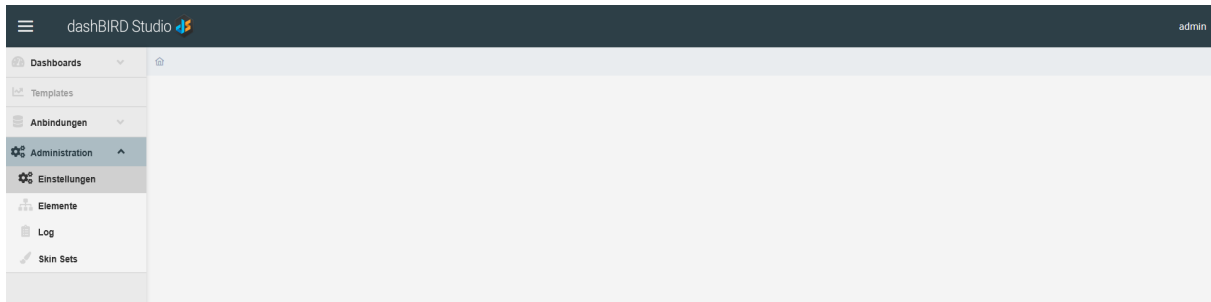 dashBIRD Studio
admin
Dashboards
Templates
Anbindungen
Administration
Einstellungen
Elemente
Log
Skin Sets